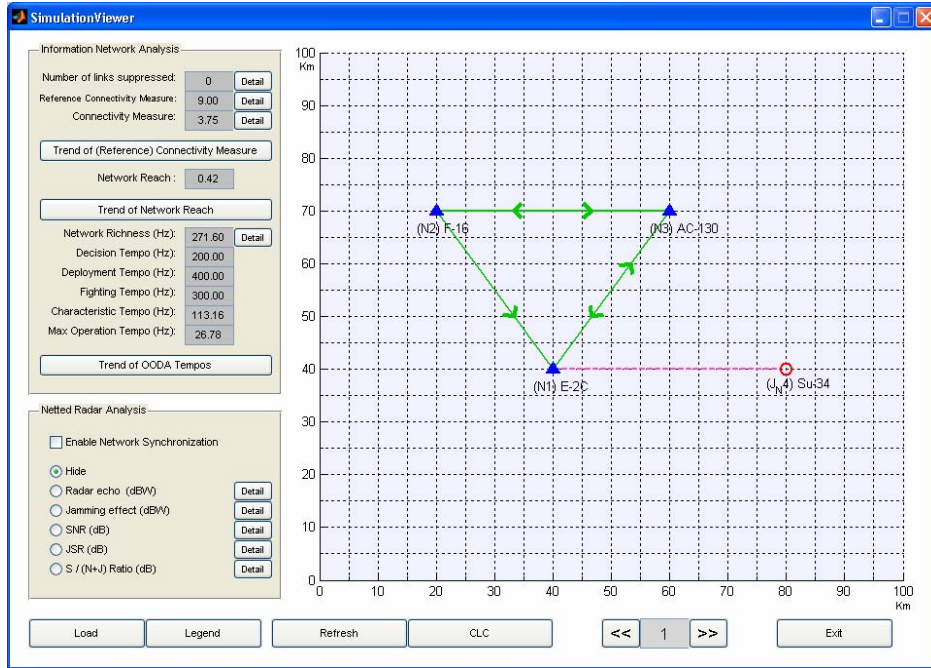 SimulationViewer
Information Network Analysis
Number of links suppressed: 0 Detail
Reference Connectivity Measure: 9.00 Detail
Connectivity Measure: 3.75 Detail
Trend of (Reference) Connectivity Measure
Network Reach : 0.42
Trend of Network Reach
Network Richness (Hz): 271.60 Detail
Decision Tempo (Hz): 200.00
Deployment Tempo (Hz): 400.00
Fighting Tempo (Hz): 300.00
Characteristic Tempo (Hz): 113.16
Max Operation Tempo (Hz): 26.78
Trend of OODA Tempos
Netted Radar Analysis
Enable Network Synchronization
Hide
Radar echo (dBW) Detail
Jamming effect (dBW) Detail
SNR (dB) Detail
JSR (dB) Detail
S / (N+J) Ratio (dB) Detail
100
Km
90
80
70
(N2) F-16 (N3) AC-130
60
50
40
(N1) E-2C (J_N4) Su-34
30
20
10
0
0 10 20 30 40 50 60 70 80 90 100
Km
Load Legend Refresh CLC << 1 >> Exit